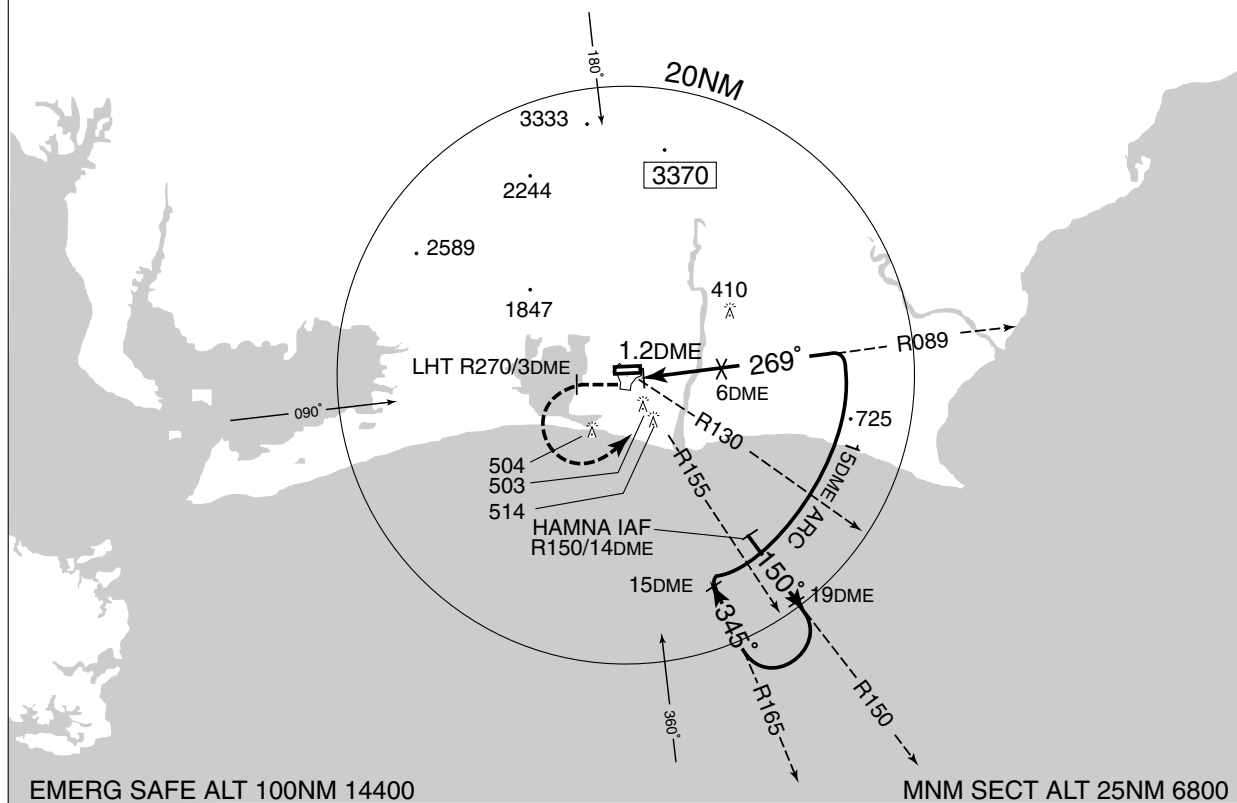 180°
20NM
3333
3370
2244
2589
410
1847
1.2DME
R089
LHT R270/3DME
269°
6DME
090°
R130
725
R155
15DME ARC
504
503
514
HAMNA IAF
R150/14DME
150°
15DME
19DME
345°
360°
R165
R150
EMERG SAFE ALT 100NM 14400
MNM SECT ALT 25NM 6800